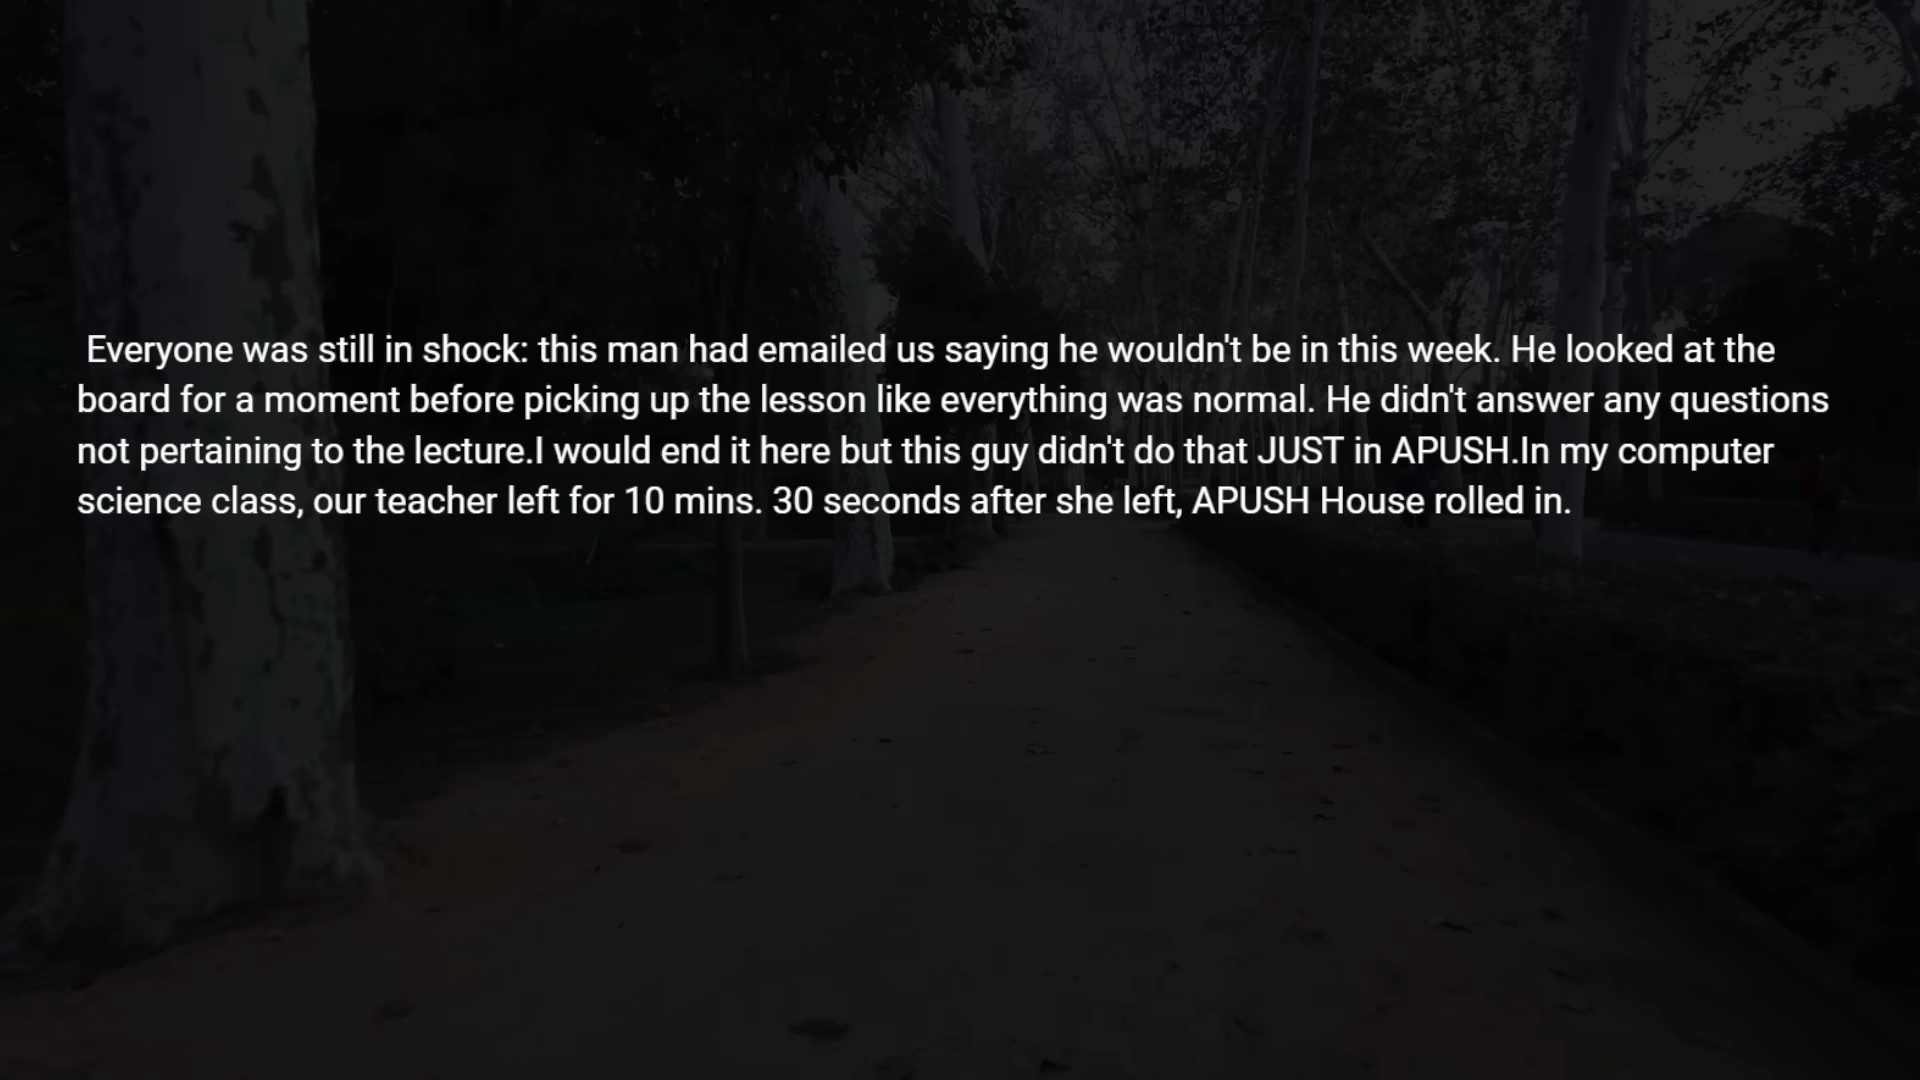 Everyone was still in shock: this man had emailed us saying he wouldn't be in this week. He looked at the
board for a moment before picking up the lesson like everything was normal. He didn't answer any questions
not pertaining to the lecture.I would end it here but this guy didn't do that JUST in APUSH.In my computer
science class, our teacher left for 10 mins. 30 seconds after she left, APUSH House rolled in.